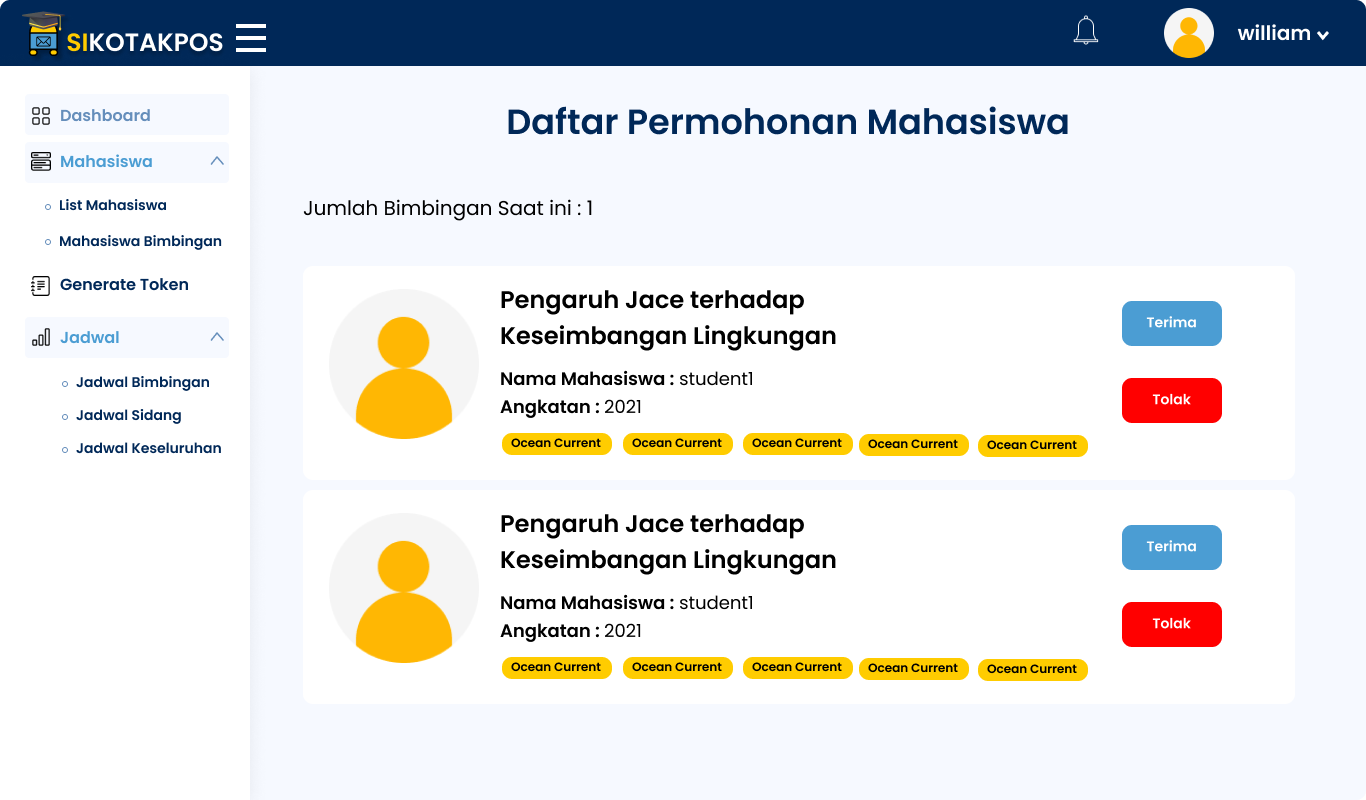 SIKOTAKPOS
william
Dashboard
Mahasiswa
List Mahasiswa
Mahasiswa Bimbingan
Generate Token
Jadwal
Jadwal Bimbingan
Jadwal Sidang
Jadwal Keseluruhan
Daftar Permohonan Mahasiswa
Jumlah Bimbingan Saat ini : 1
Pengaruh Jace terhadap
Keseimbangan Lingkungan
Nama Mahasiswa : student1
Angkatan : 2021
Ocean Current Ocean Current Ocean Current Ocean Current Ocean Current
Terima
Tolak
Pengaruh Jace terhadap
Keseimbangan Lingkungan
Nama Mahasiswa : student1
Angkatan : 2021
Ocean Current Ocean Current Ocean Current Ocean Current Ocean Current
Terima
Tolak